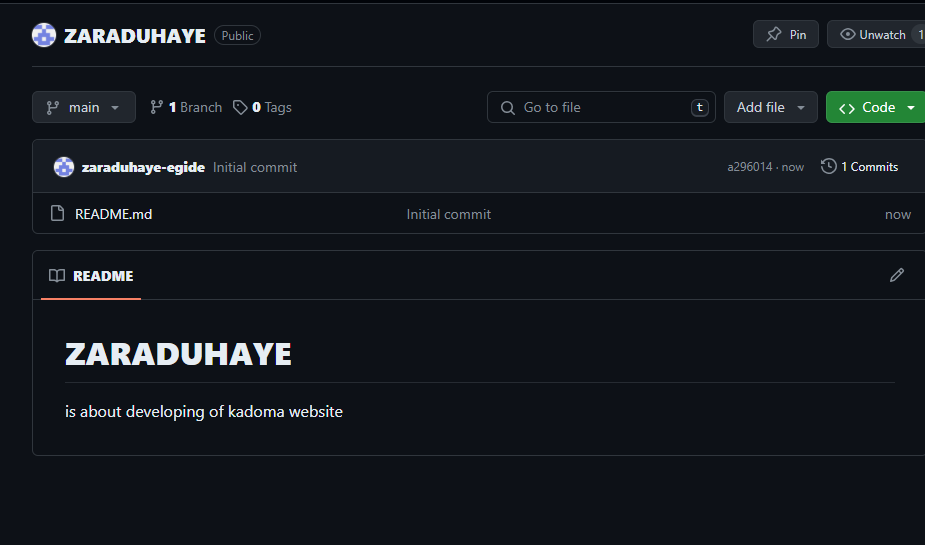 ZARADUHAYE Public Pin Unwatch 1
main 1 Branch 0 Tags Go to file t Add file Code
zaraduhaye-egide Initial commit a296014 · now 1 Commits
README.md Initial commit now
README
ZARADUHAYE
is about developing of kadoma website